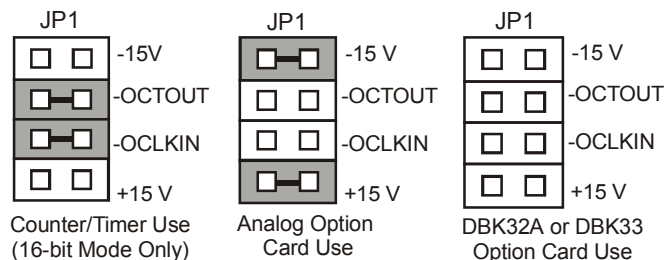 JP1
-15V
-OCTOUT
-OCLKIN
+15 V
Counter/Timer Use
(16-bit Mode Only)
JP1
-15 V
-OCTOUT
-OCLKIN
+15 V
Analog Option
Card Use
JP1
-15 V
-OCTOUT
-OCLKIN
+15 V
DBK32A or DBK33
Option Card Use